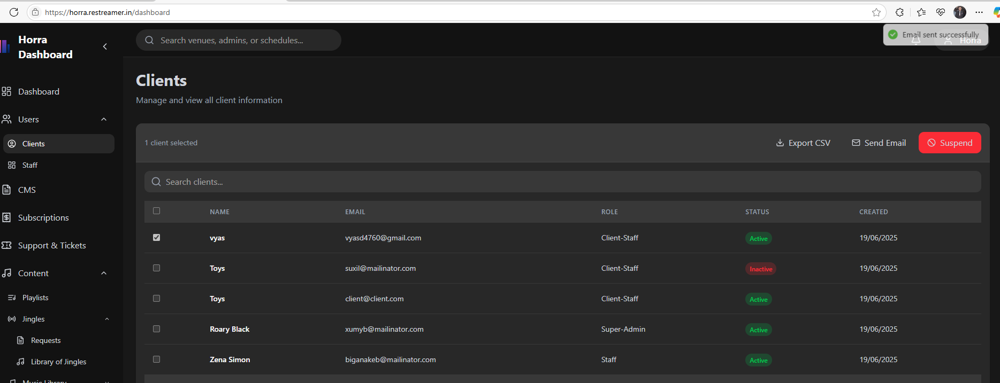 https://horra.restreamer.in/dashboard
Horra
Dashboard
Search venues, admins, or schedules...
Email sent successfully
Horra
Dashboard
Users
Clients
Staff
CMS
Subscriptions
Support & Tickets
Content
Playlists
Jingles
Requests
Library of Jingles
Music Library
Clients
Manage and view all client information
1 client selected
Export CSV
Send Email
Suspend
Search clients...
NAME EMAIL ROLE STATUS CREATED
vyas vyasd4760@gmail.com Client-Staff Active 19/06/2025
Toys suxil@mailinator.com Client-Staff Inactive 19/06/2025
Toys client@client.com Client-Staff Active 19/06/2025
Roary Black xumyb@mailinator.com Super-Admin Active 19/06/2025
Zena Simon biganakeb@mailinator.com Staff Active 19/06/2025